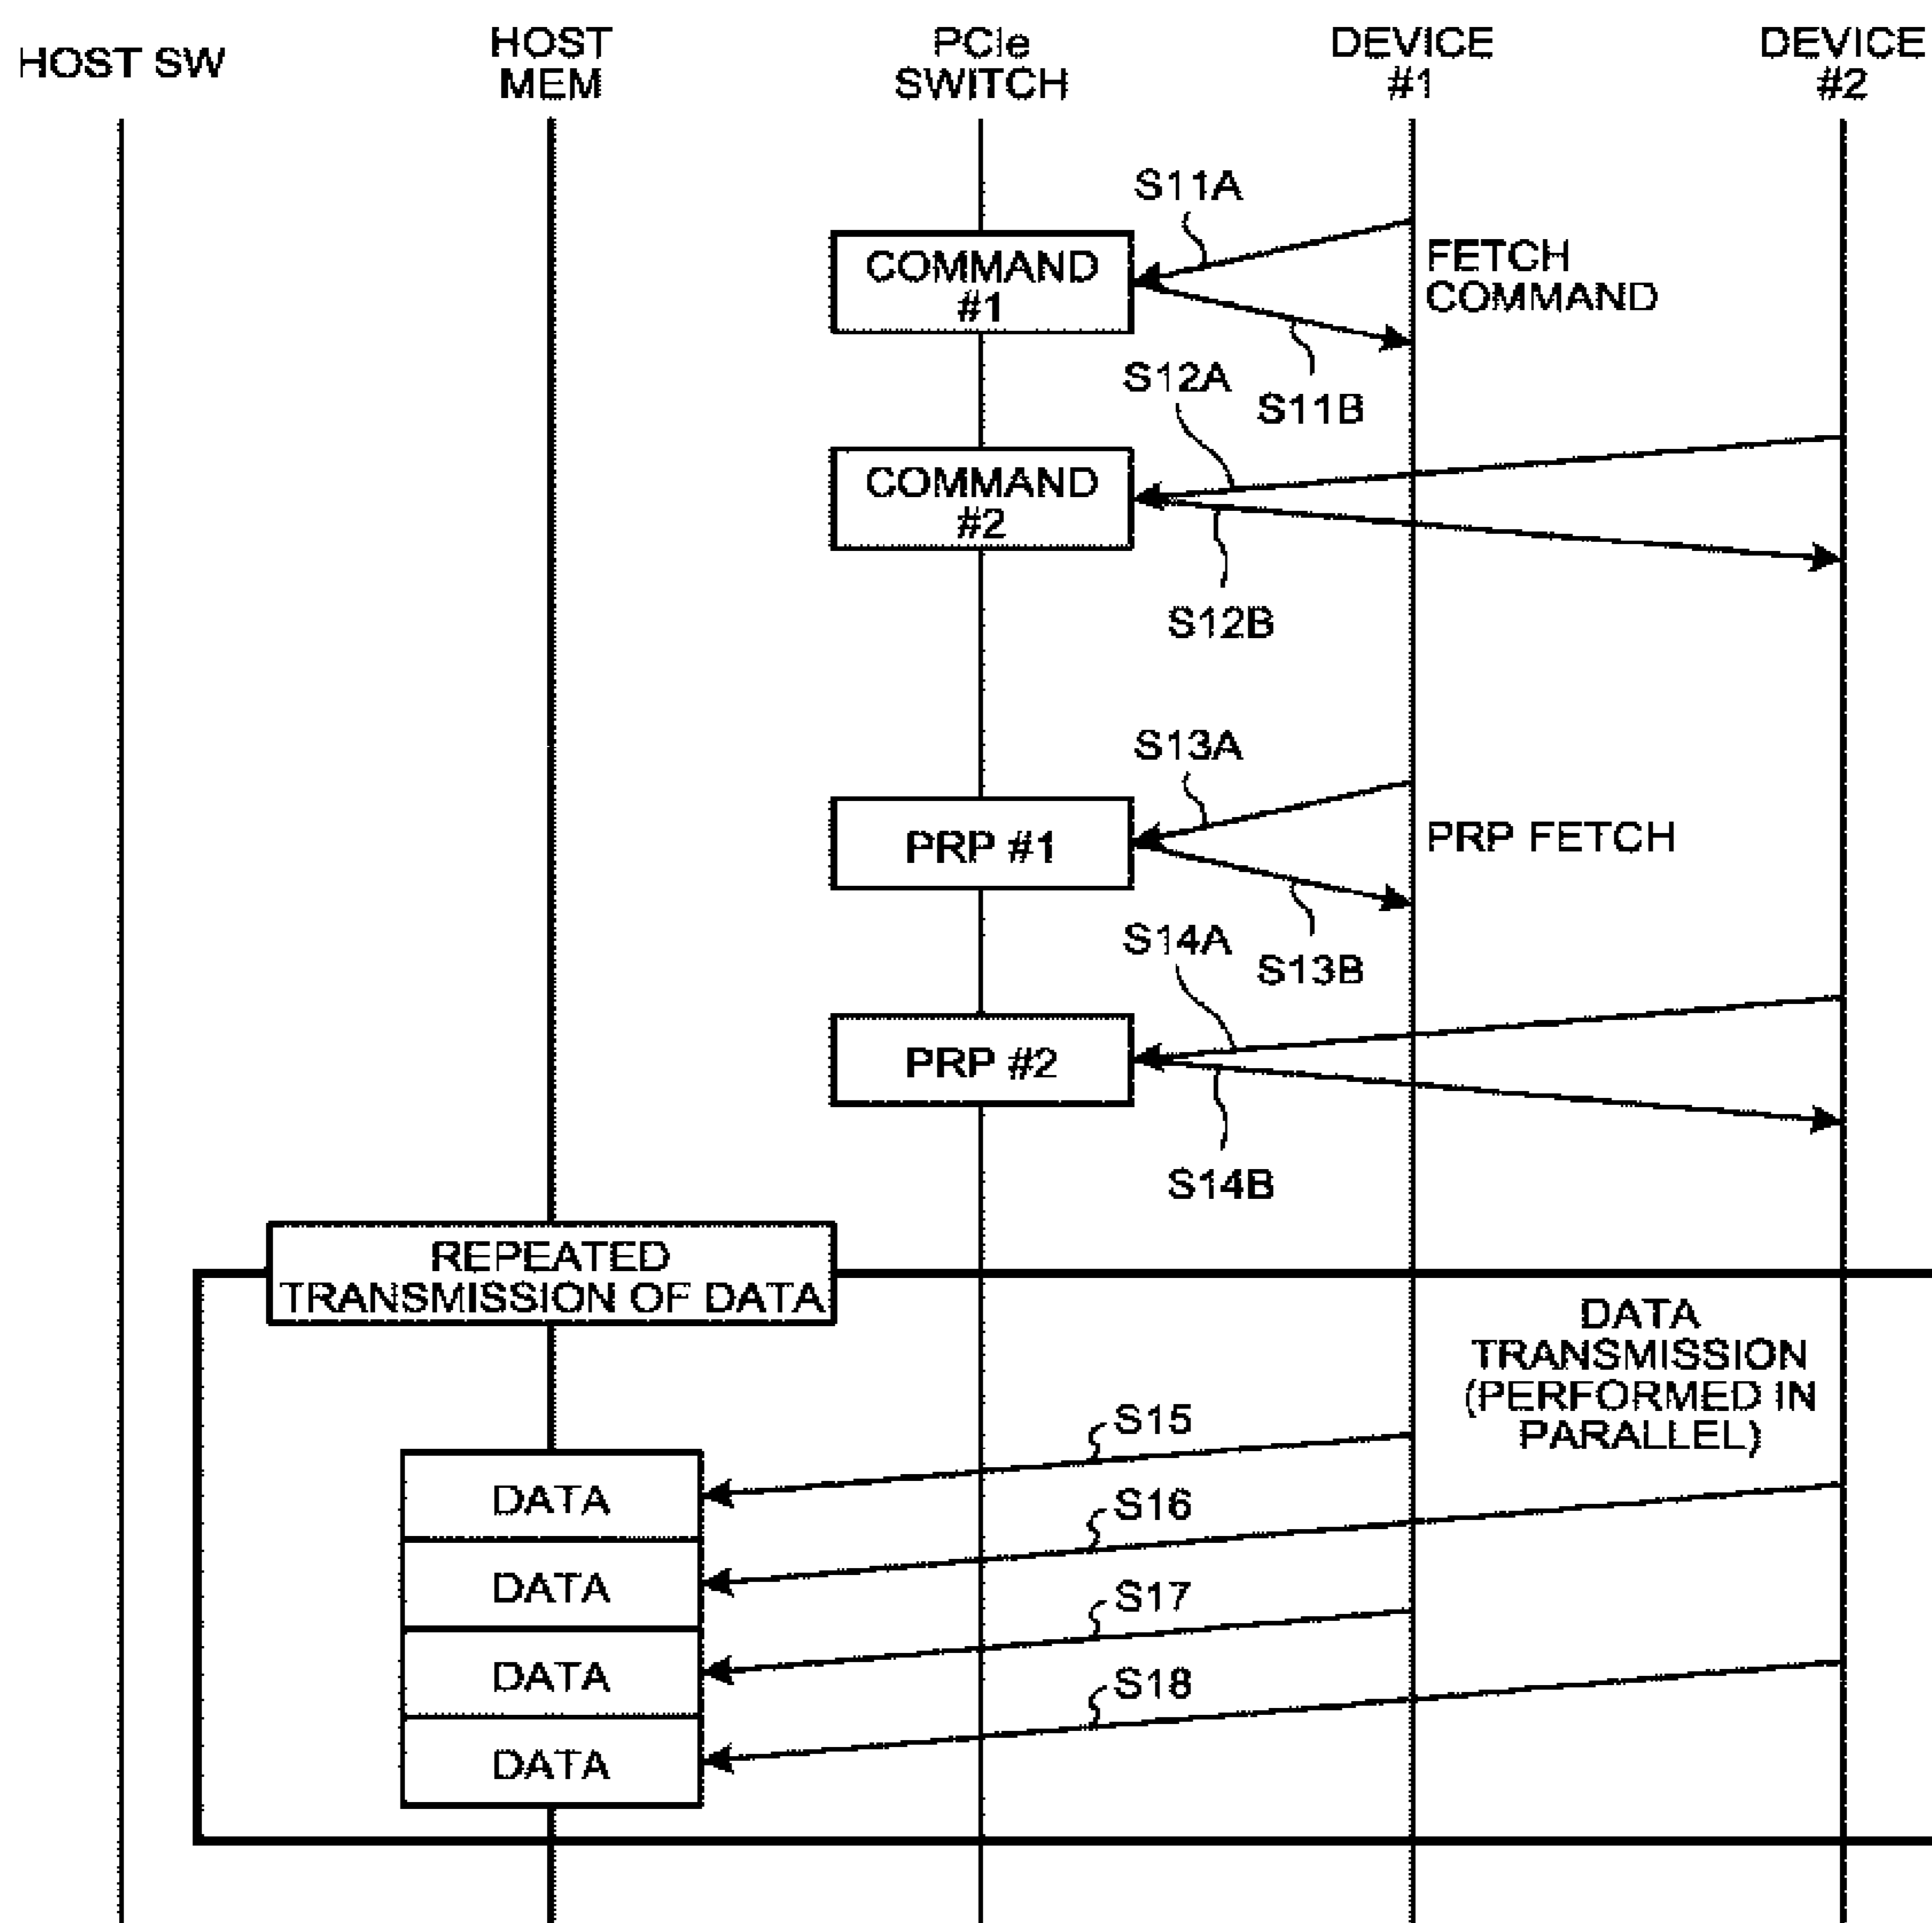 HOST SW
HOST
MEM
PCIe
SWITCH
DEVICE
#1
DEVICE
#2
S11A
COMMAND
#1
FETCH
COMMAND
S11B
S12A
COMMAND
#2
S12B
S13A
PRP #1
PRP FETCH
S13B
S14A
PRP #2
S14B
REPEATED
TRANSMISSION OF DATA
DATA
TRANSMISSION
(PERFORMED IN
PARALLEL)
S15
DATA
S16
DATA
S17
DATA
S18
DATA